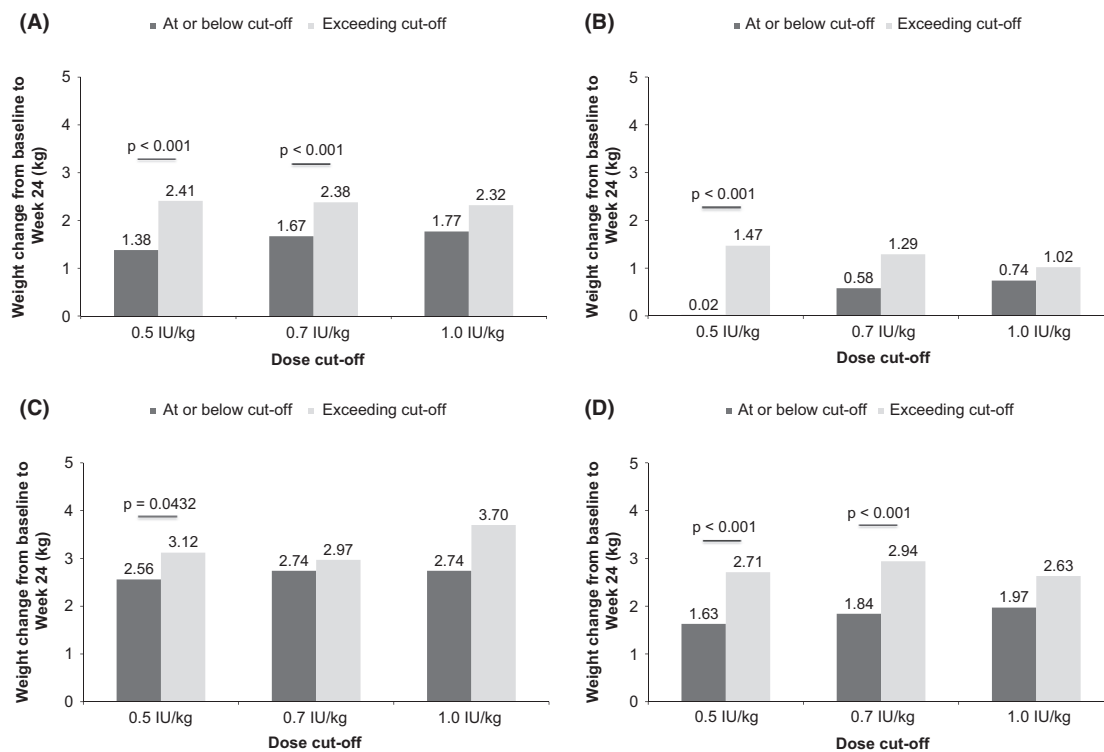 (A)
At or below cut-off Exceeding cut-off
Weight change from baseline to
Week 24 (kg)
5
4
3
2
1
0
p < 0.001
p < 0.001
1.38
2.41
1.67
2.38
1.77
2.32
0.5 IU/kg
0.7 IU/kg
1.0 IU/kg
Dose cut-off
(B)
At or below cut-off Exceeding cut-off
Weight change from baseline to
Week 24 (kg)
5
4
3
2
1
0
p < 0.001
0.02
1.47
0.58
1.29
0.74
1.02
0.5 IU/kg
0.7 IU/kg
1.0 IU/kg
Dose cut-off
(C)
At or below cut-off Exceeding cut-off
Weight change from baseline to
Week 24 (kg)
5
4
3
2
1
0
p = 0.0432
2.56
3.12
2.74
2.97
2.74
3.70
0.5 IU/kg
0.7 IU/kg
1.0 IU/kg
Dose cut-off
(D)
At or below cut-off Exceeding cut-off
Weight change from baseline to
Week 24 (kg)
5
4
3
2
1
0
p < 0.001
p < 0.001
1.63
2.71
1.84
2.94
1.97
2.63
0.5 IU/kg
0.7 IU/kg
1.0 IU/kg
Dose cut-off